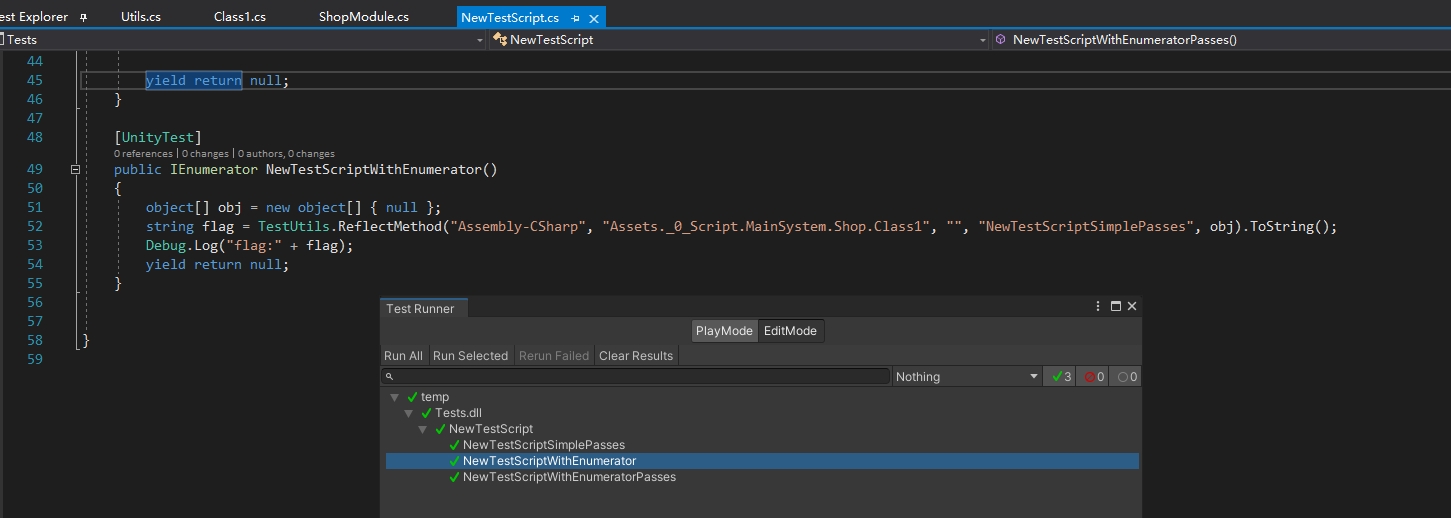 est Explorer Utils.cs Class1.cs ShopModule.cs NewTestScript.cs
Tests NewTestScript NewTestScriptWithEnumeratorPasses()
44
45 yield return null;
46 }
47
48 [UnityTest]
0 references | 0 changes | 0 authors, 0 changes
49 public IEnumerator NewTestScriptWithEnumerator()
50 {
51 object[] obj = new object[] { null };
52 string flag = TestUtils.ReflectMethod("Assembly-CSharp", "Assets._0_Script.MainSystem.Shop.Class1", "", "NewTestScriptSimplePasses", obj).ToString();
53 Debug.Log("flag:" + flag);
54 yield return null;
55 }
56
57
58 }
59
Test Runner
PlayMode EditMode
Run All Run Selected Rerun Failed Clear Results
Nothing 3 0 0
temp
Tests.dll
NewTestScript
NewTestScriptSimplePasses
NewTestScriptWithEnumerator
NewTestScriptWithEnumeratorPasses